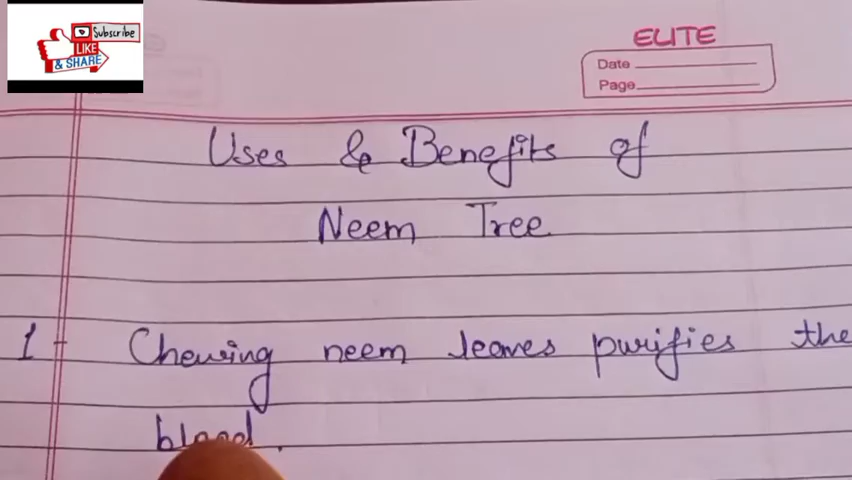 Subscribe
LIKE
& SHARE
ELITE
Date
Page
Uses & Benefits of
Neem Tree
1 - Chewing neem leaves purifies the
blood.